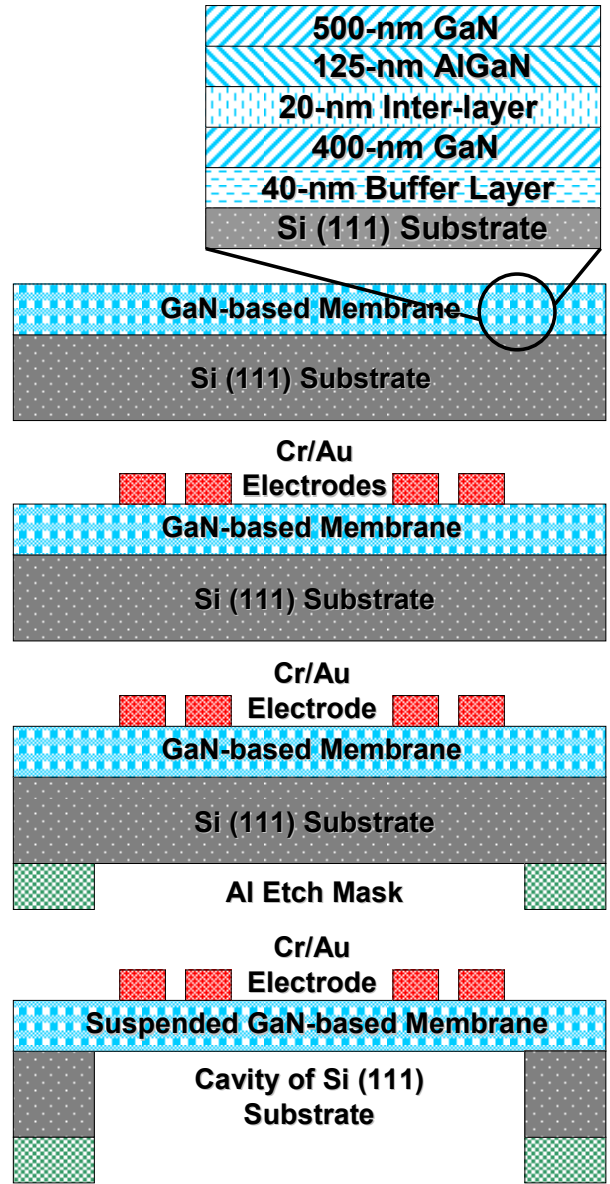 500-nm GaN
125-nm AlGaN
20-nm Inter-layer
400-nm GaN
40-nm Buffer Layer
Si (111) Substrate
GaN-based Membrane
Si (111) Substrate
Cr/Au
Electrodes
GaN-based Membrane
Si (111) Substrate
Cr/Au
Electrode
GaN-based Membrane
Si (111) Substrate
Al Etch Mask
Cr/Au
Electrode
Suspended GaN-based Membrane
Cavity of Si (111)
Substrate